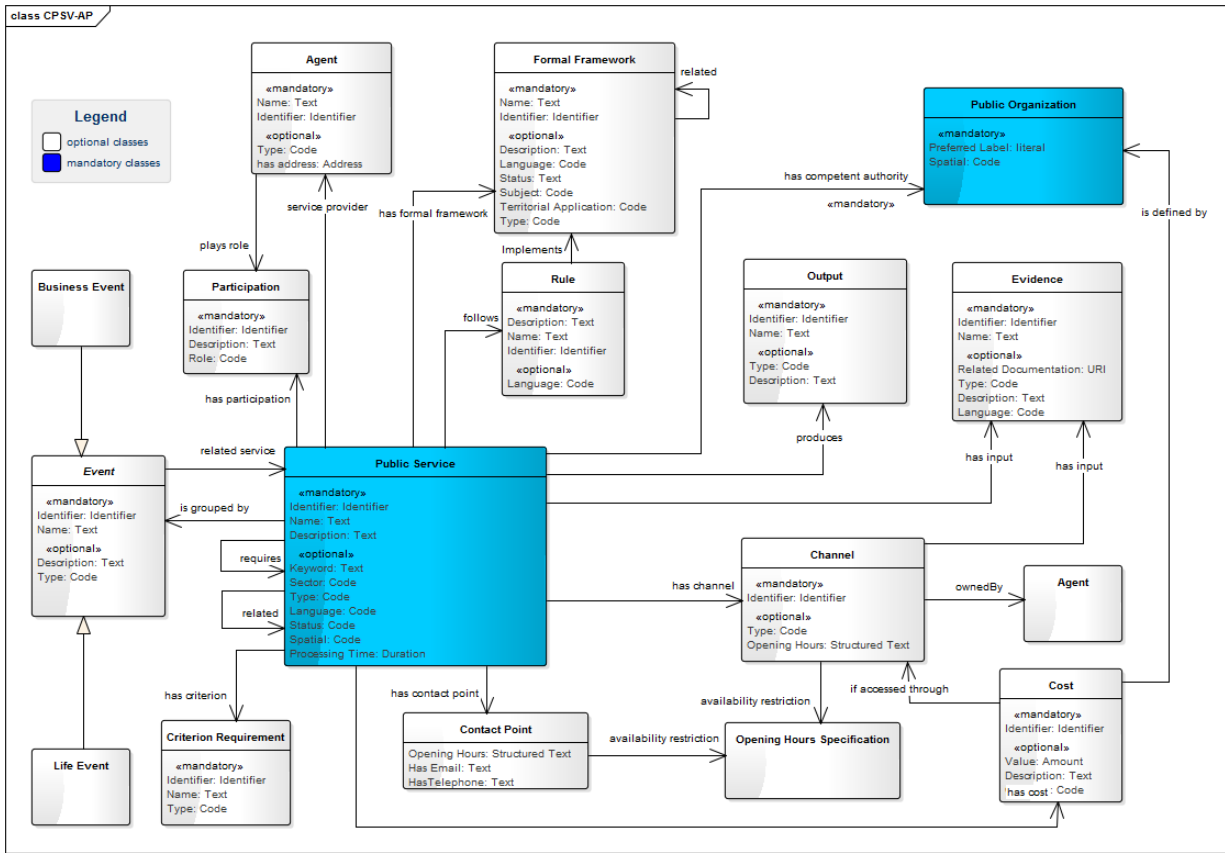 class CPSV-AP
Legend
optional classes
mandatory classes
Agent
«mandatory»
Name: Text
Identifier: Identifier
«optional»
Type: Code
has address: Address
Formal Framework
«mandatory»
Name: Text
Identifier: Identifier
«optional»
Description: Text
Language: Code
Status: Text
Subject: Code
Territorial Application: Code
Type: Code
related
Public Organization
«mandatory»
Preferred Label: literal
Spatial: Code
has competent authority
«mandatory»
is defined by
service provider
has formal framework
plays role
Implements
Business Event
Participation
«mandatory»
Identifier: Identifier
Description: Text
Role: Code
has participation
follows
Rule
«mandatory»
Description: Text
Name: Text
Identifier: Identifier
«optional»
Language: Code
Output
«mandatory»
Identifier: Identifier
Name: Text
«optional»
Type: Code
Description: Text
produces
Evidence
«mandatory»
Identifier: Identifier
Name: Text
«optional»
Related Documentation: URI
Type: Code
Description: Text
Language: Code
has input
has input
Event
«mandatory»
Identifier: Identifier
Name: Text
«optional»
Description: Text
Type: Code
related service
is grouped by
requires
related
Public Service
«mandatory»
Identifier: Identifier
Name: Text
Description: Text
«optional»
Keyword: Text
Sector: Code
Type: Code
Language: Code
Status: Code
Spatial: Code
Processing Time: Duration
has channel
Channel
«mandatory»
Identifier: Identifier
«optional»
Type: Code
Opening Hours: Structured Text
ownedBy
Agent
has criterion
has contact point
availability restriction
if accessed through
Life Event
Criterion Requirement
«mandatory»
Identifier: Identifier
Name: Text
Type: Code
Contact Point
Opening Hours: Structured Text
Has Email: Text
HasTelephone: Text
availability restriction
Opening Hours Specification
Cost
«mandatory»
Identifier: Identifier
«optional»
Value: Amount
Description: Text
has cost : Code